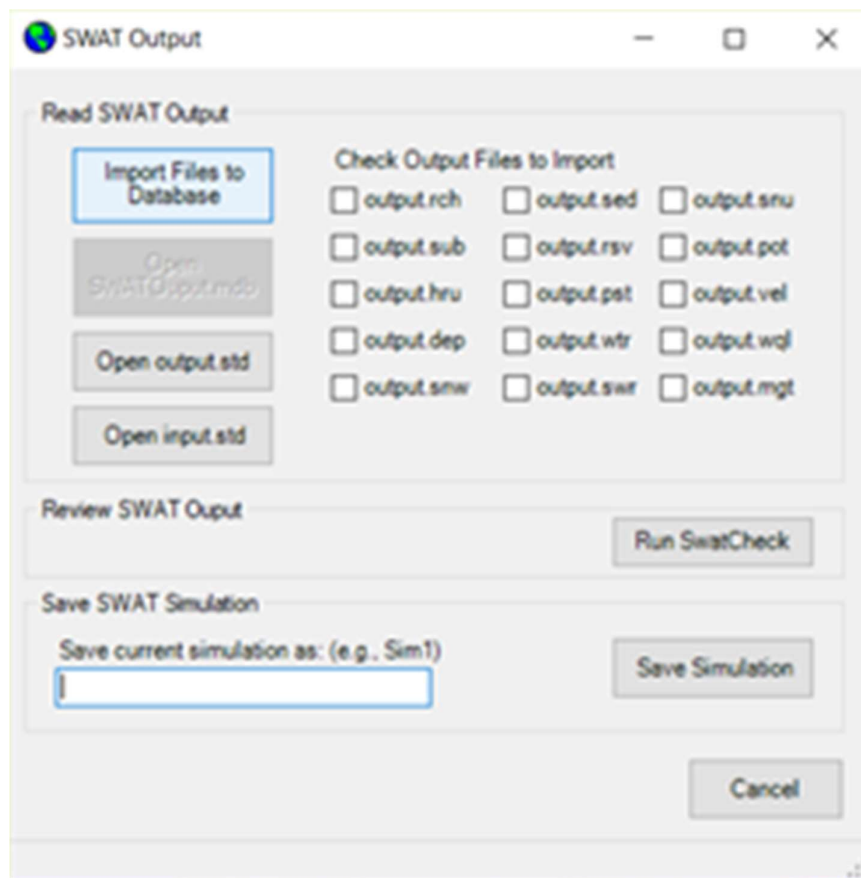 SWAT Output
Read SWAT Output
Import Files to
Database
Open
SWATOuput.mdb
Open output.std
Open input.std
Check Output Files to Import
output.rch output.sed output.snu
output.sub output.rsv output.pot
output.hru output.pst output.vel
output.dep output.wtr output.wql
output.snw output.swr output.mgt
Review SWAT Ouput
Run SwatCheck
Save SWAT Simulation
Save current simulation as: (e.g., Sim1)
Save Simulation
Cancel